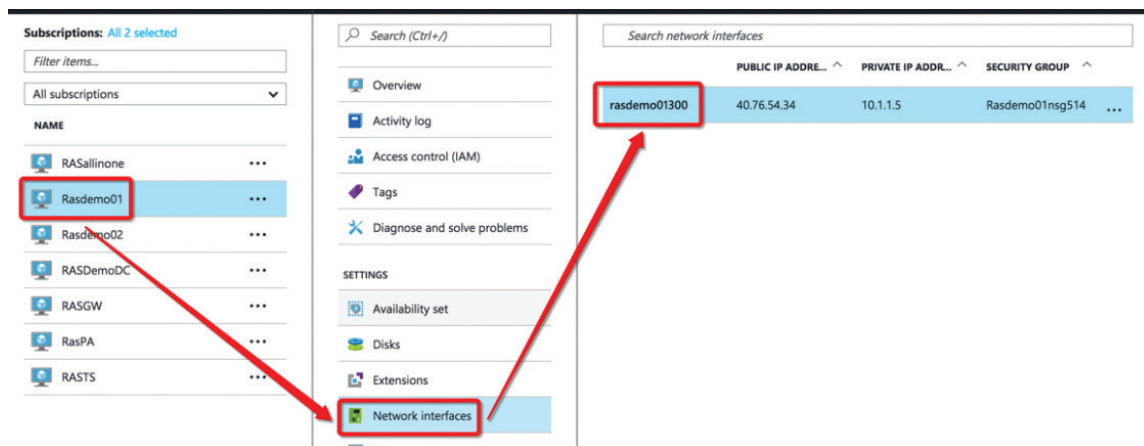 Subscriptions: All 2 selected
Filter items...
All subscriptions
NAME
RASallinone
Rasdemo01
Rasdemo02
RASDemoDC
RASGW
RasPA
RASTS
Search (Ctrl+/)
Overview
Activity log
Access control (IAM)
Tags
Diagnose and solve problems
SETTINGS
Availability set
Disks
Extensions
Network interfaces
Search network interfaces
PUBLIC IP ADDRE... PRIVATE IP ADDR... SECURITY GROUP
rasdemo01300 40.76.54.34 10.1.1.5 Rasdemo01nsg514 ...